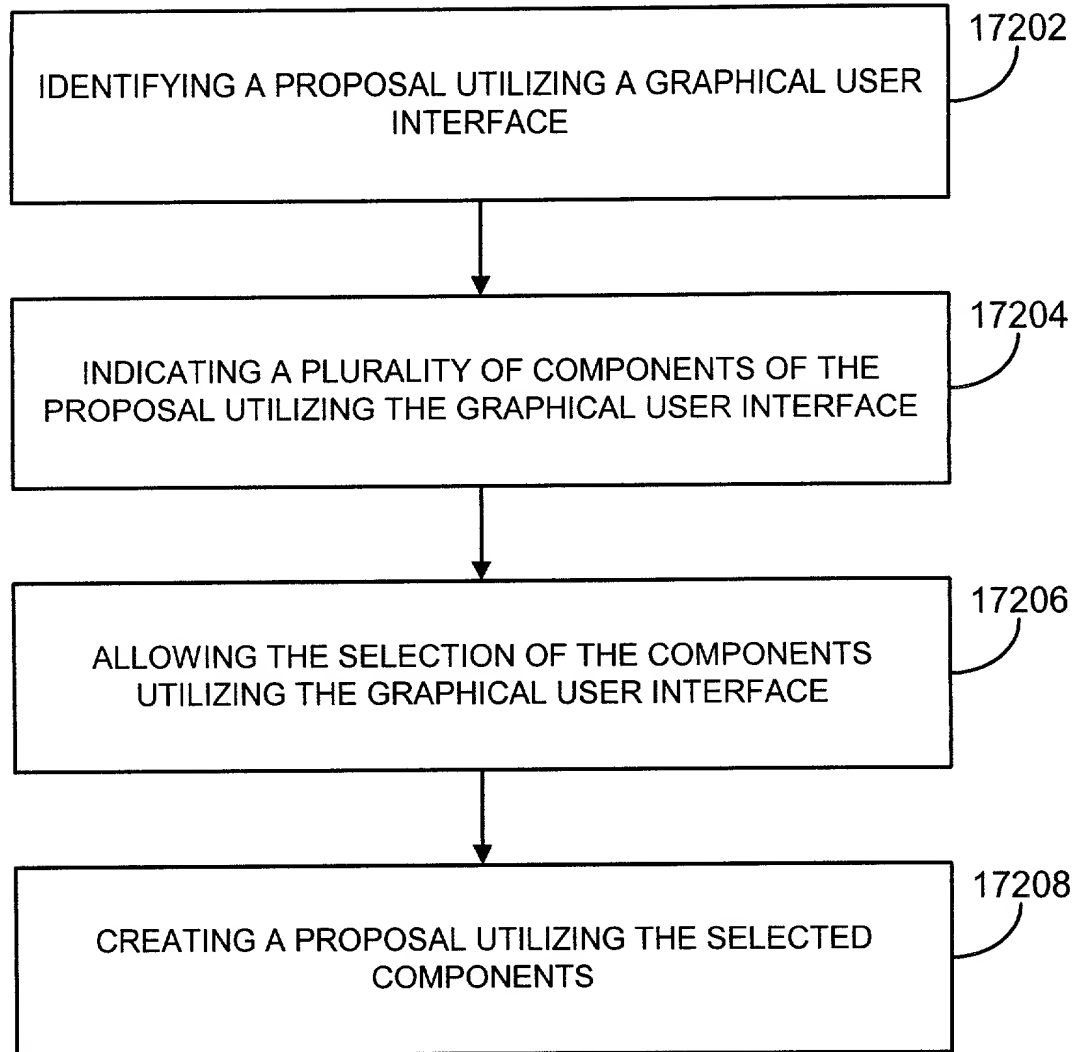 17202
IDENTIFYING A PROPOSAL UTILIZING A GRAPHICAL USER
INTERFACE
17204
INDICATING A PLURALITY OF COMPONENTS OF THE
PROPOSAL UTILIZING THE GRAPHICAL USER INTERFACE
17206
ALLOWING THE SELECTION OF THE COMPONENTS
UTILIZING THE GRAPHICAL USER INTERFACE
17208
CREATING A PROPOSAL UTILIZING THE SELECTED
COMPONENTS